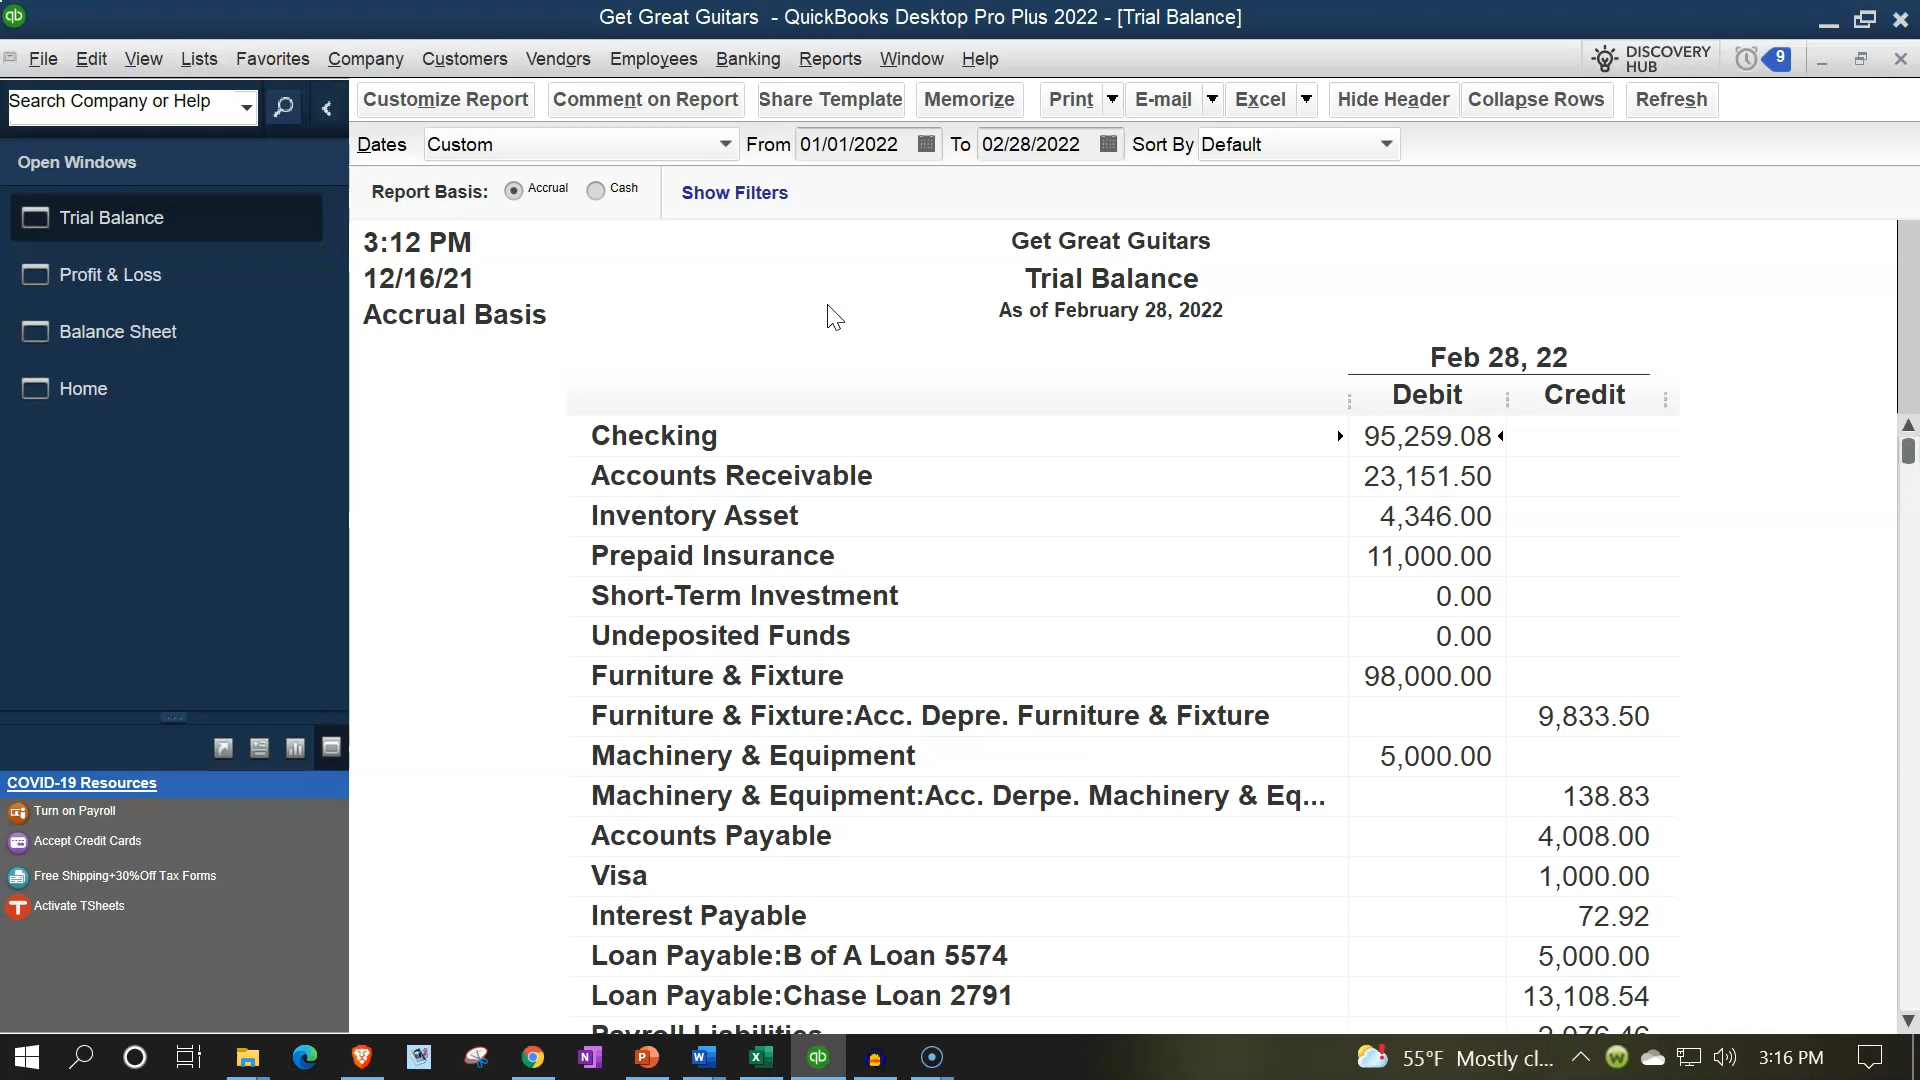 qb
Get Great Guitars - QuickBooks Desktop Pro Plus 2022 - [Trial Balance]
File Edit View Lists Favorites Company Customers Vendors Employees Banking Reports Window Help
DISCOVERY HUB
9
Search Company or Help
Customize Report Comment on Report Share Template Memorize Print E-mail Excel Hide Header Collapse Rows Refresh
Dates Custom From 01/01/2022 To 02/28/2022 Sort By Default
Report Basis: Accrual Cash Show Filters
Open Windows
Trial Balance
Profit & Loss
Balance Sheet
Home
COVID-19 Resources
Turn on Payroll
Accept Credit Cards
Free Shipping+30%Off Tax Forms
Activate TSheets
3:12 PM
12/16/21
Accrual Basis
Get Great Guitars
Trial Balance
As of February 28, 2022
Feb 28, 22
Debit Credit
Checking 95,259.08
Accounts Receivable 23,151.50
Inventory Asset 4,346.00
Prepaid Insurance 11,000.00
Short-Term Investment 0.00
Undeposited Funds 0.00
Furniture & Fixture 98,000.00
Furniture & Fixture:Acc. Depre. Furniture & Fixture 9,833.50
Machinery & Equipment 5,000.00
Machinery & Equipment:Acc. Derpe. Machinery & Eq... 138.83
Accounts Payable 4,008.00
Visa 1,000.00
Interest Payable 72.92
Loan Payable:B of A Loan 5574 5,000.00
Loan Payable:Chase Loan 2791 13,108.54
Payroll Liabilities 2,076.46
55°F Mostly cl... 3:16 PM